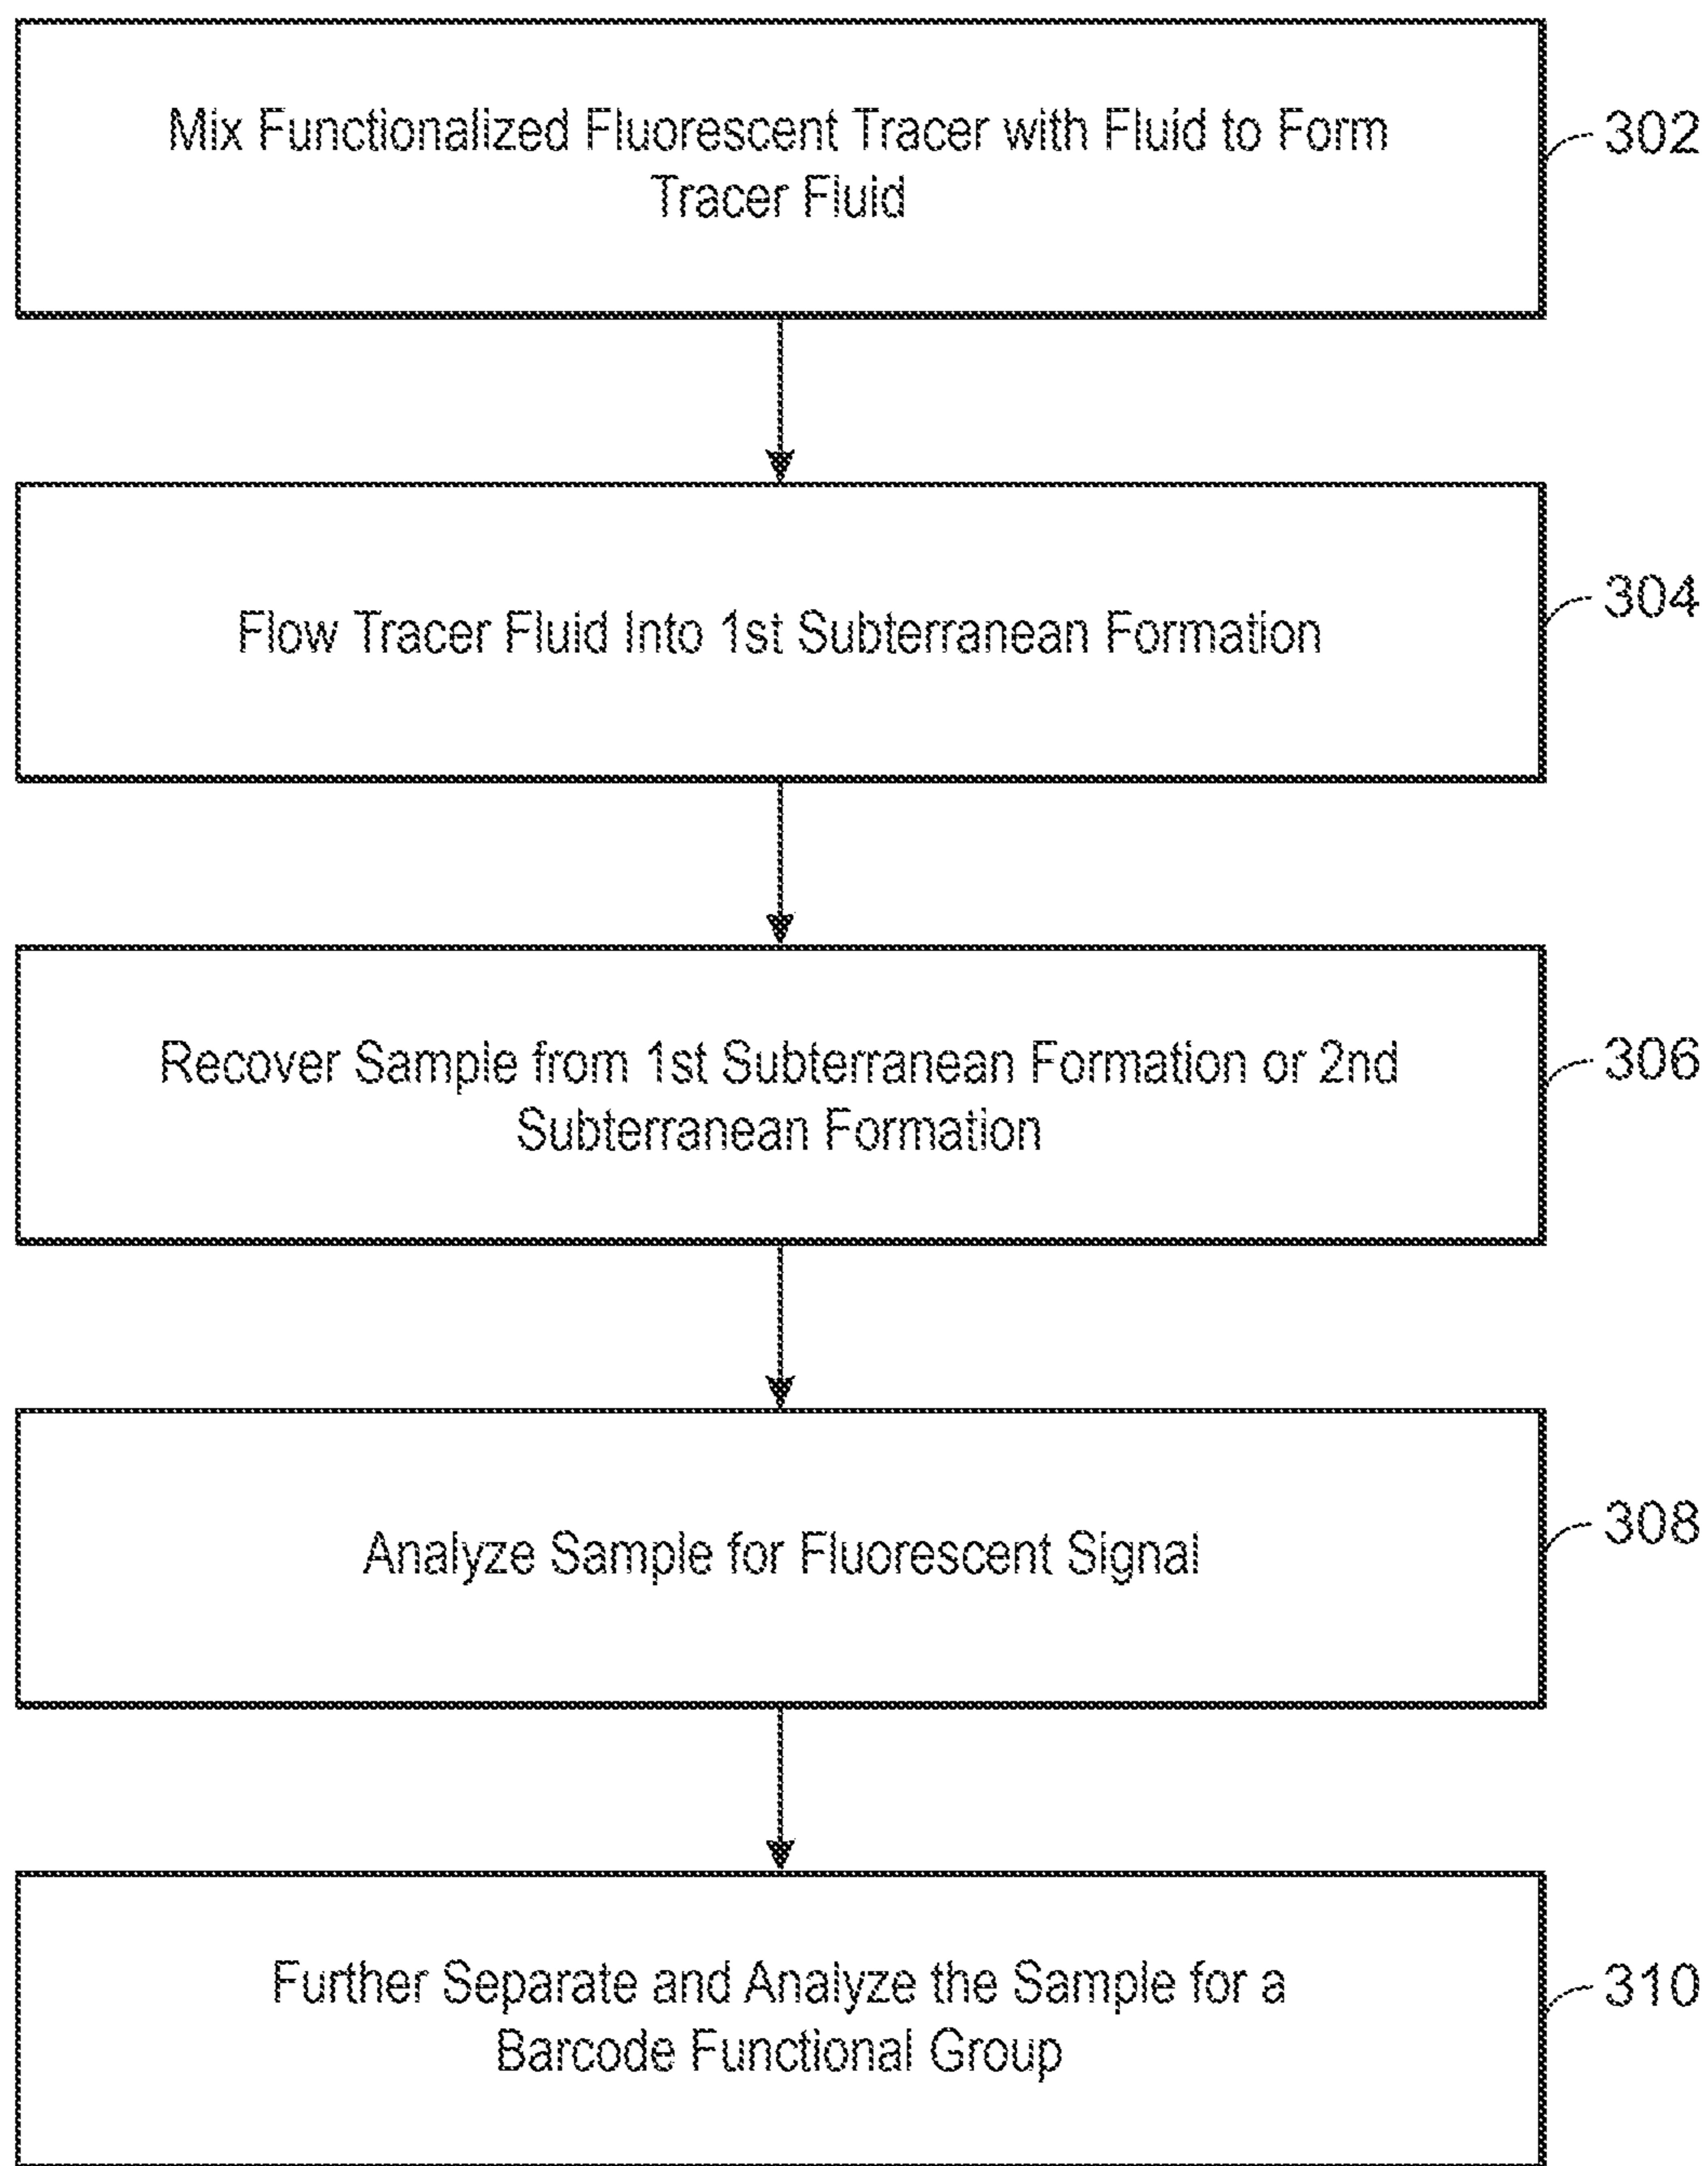 Mix Functionalized Fluorescent Tracer with Fluid to Form
Tracer Fluid
302
Flow Tracer Fluid Into 1st Subterranean Formation
304
Recover Sample from 1st Subterranean Formation or 2nd
Subterranean Formation
306
Analyze Sample for Fluorescent Signal
308
Further Separate and Analyze the Sample for a
Barcode Functional Group
310